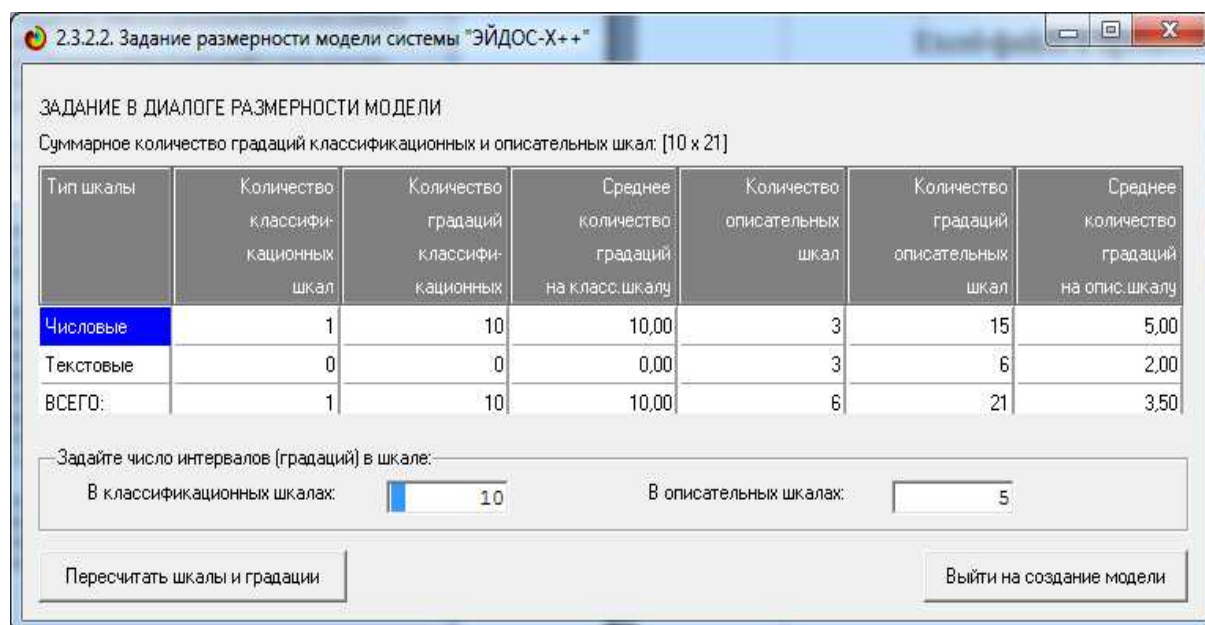 2.3.2.2. Задание размерности модели системы "ЭЙДОС-X++"
ЗАДАНИЕ В ДИАЛОГЕ РАЗМЕРНОСТИ МОДЕЛИ
Суммарное количество градаций классификационных и описательных шкал: [10 x 21]
Тип шкалы Количество Количество Среднее Количество Количество Среднее
классифи- градаций количество описательных градаций количество
кационных классифи- градаций шкал описательных градаций
шкал кационных на класс.шкалу шкал на опис.шкалу
Числовые 1 10 10,00 3 15 5,00
Текстовые 0 0 0,00 3 6 2,00
ВСЕГО: 1 10 10,00 6 21 3,50
Задайте число интервалов (градаций) в шкале:
В классификационных шкалах: 10 В описательных шкалах: 5
Пересчитать шкалы и градации Выйти на создание модели